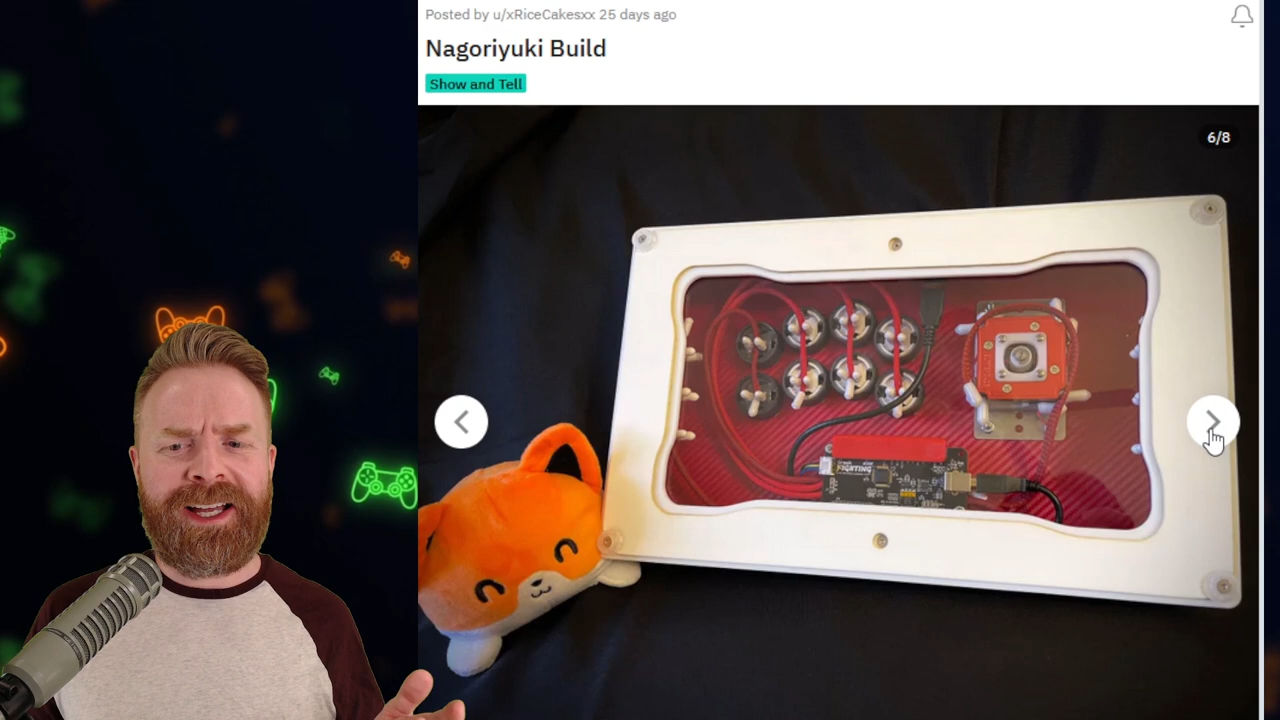 Posted by u/xRiceCakesxx 25 days ago
Nagoriyuki Build
Show and Tell
6/8
FIGHTING